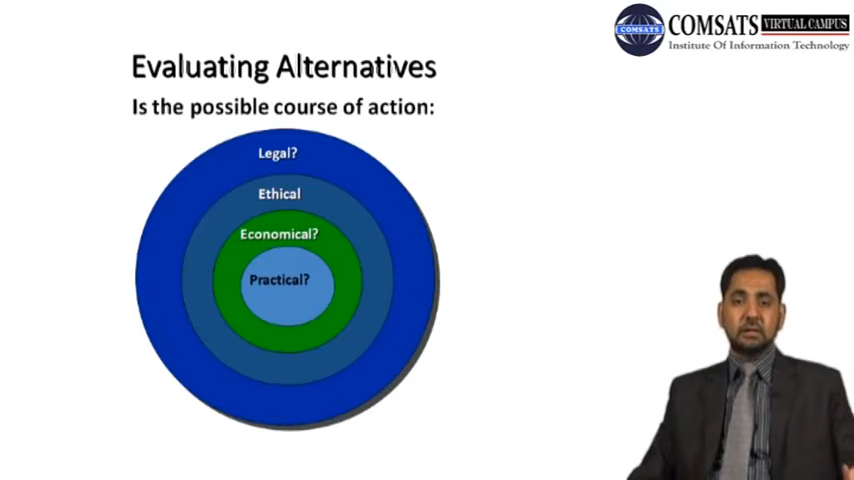 COMSATS VIRTUAL CAMPUS
COMSATS
Institute Of Information Technology
Evaluating Alternatives
Is the possible course of action:
Legal?
Ethical
Economical?
Practical?